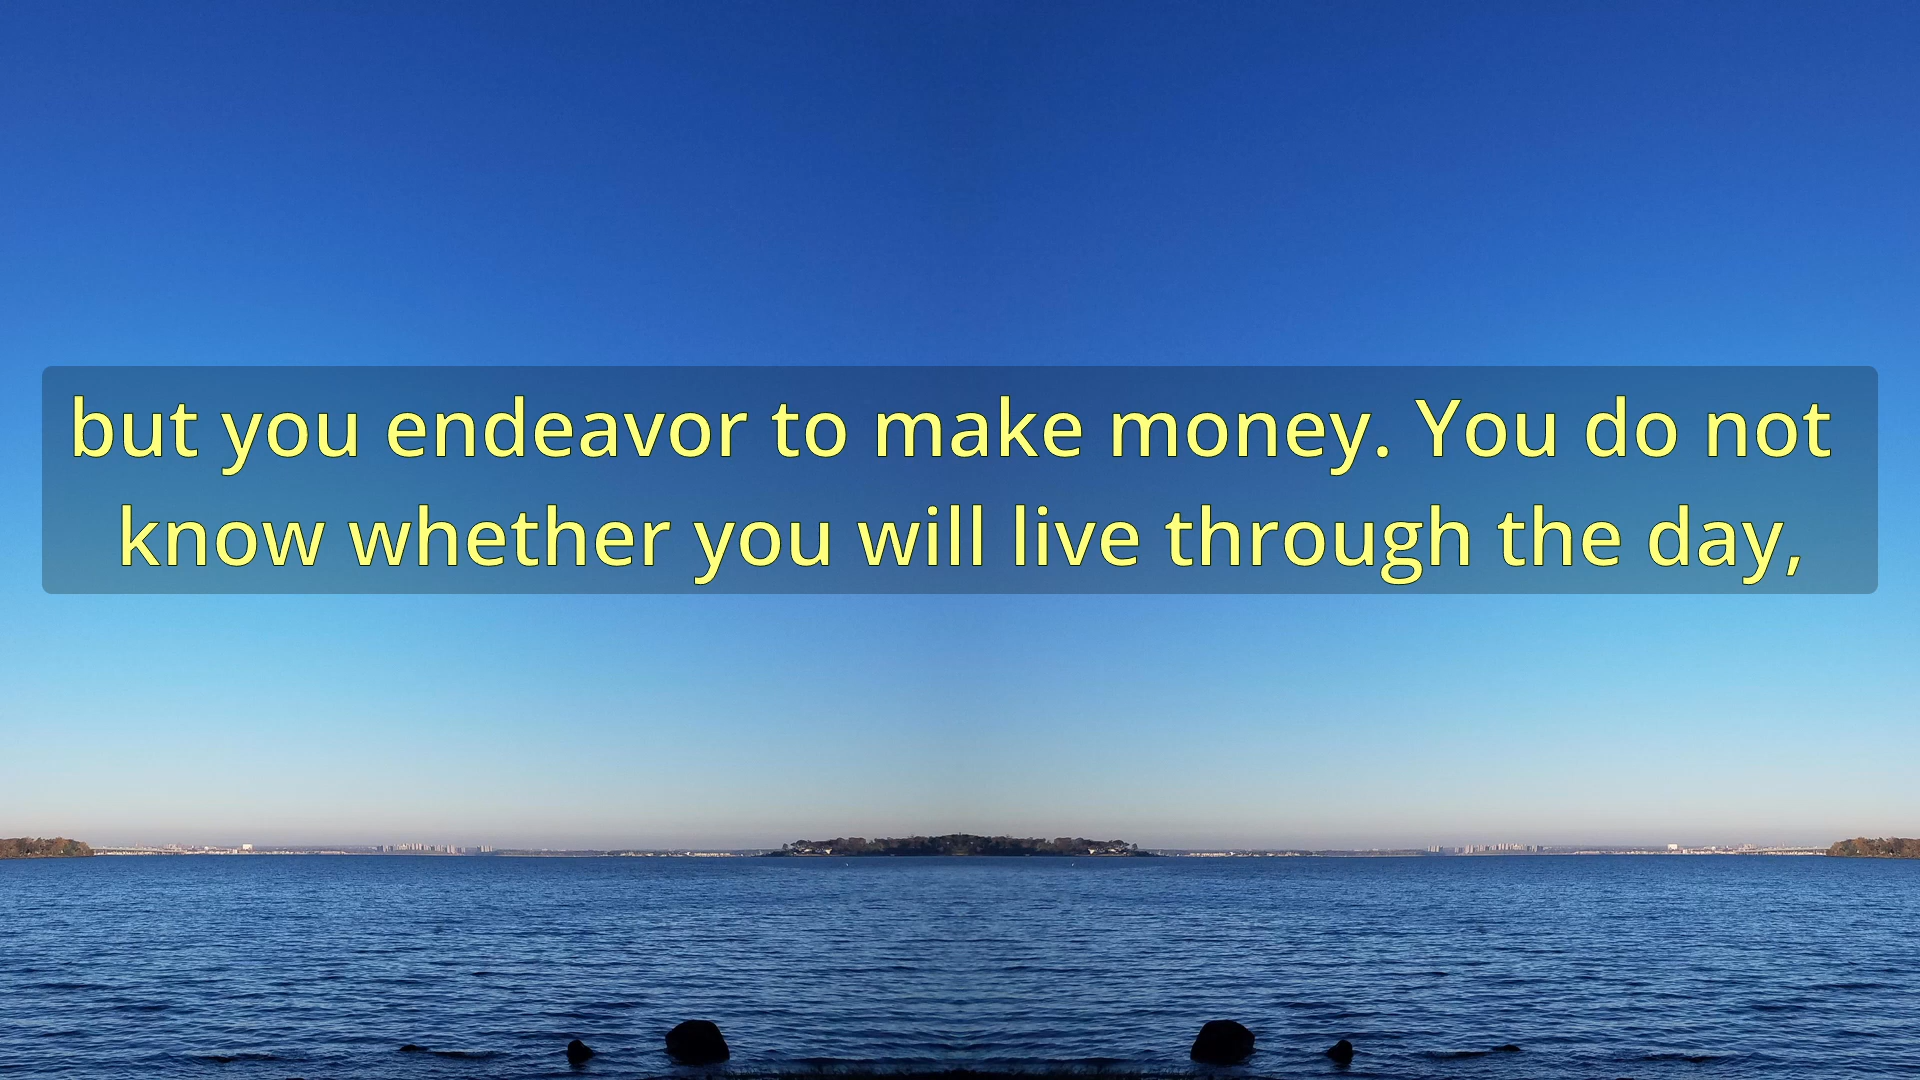 but you endeavor to make money. You do not
know whether you will live through the day,